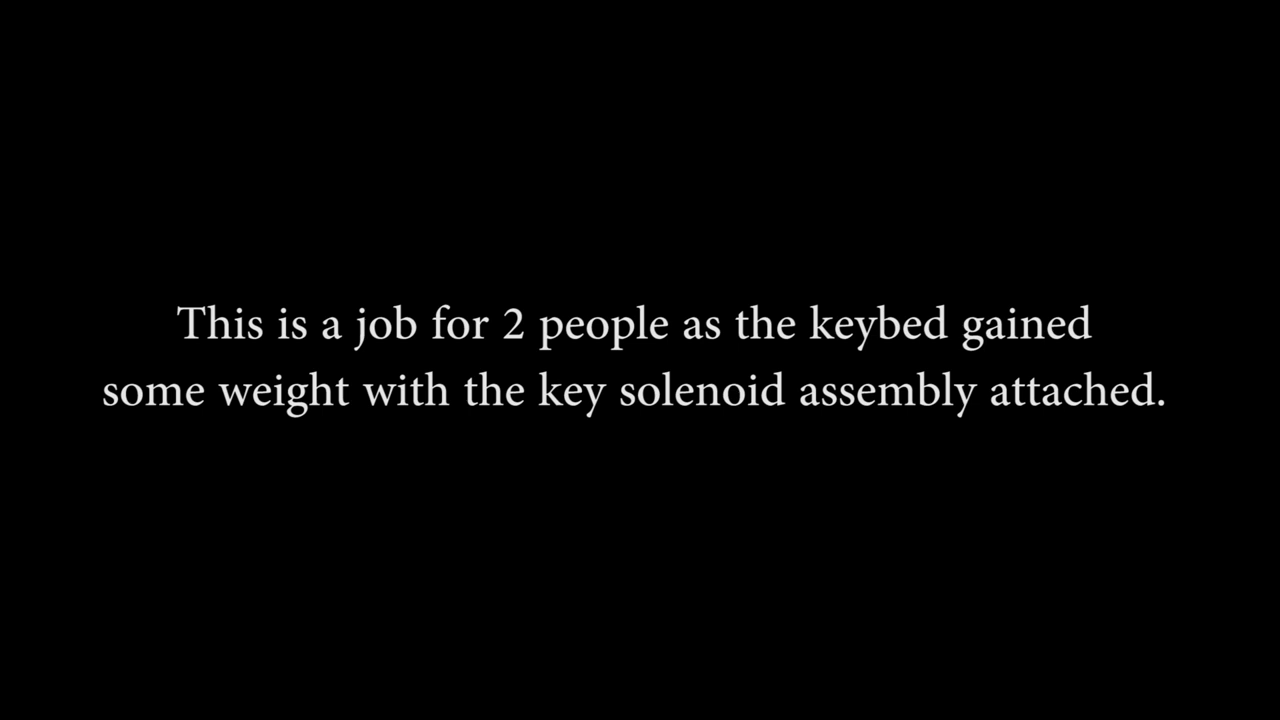 This is a job for 2 people as the keybed gained
some weight with the key solenoid assembly attached.